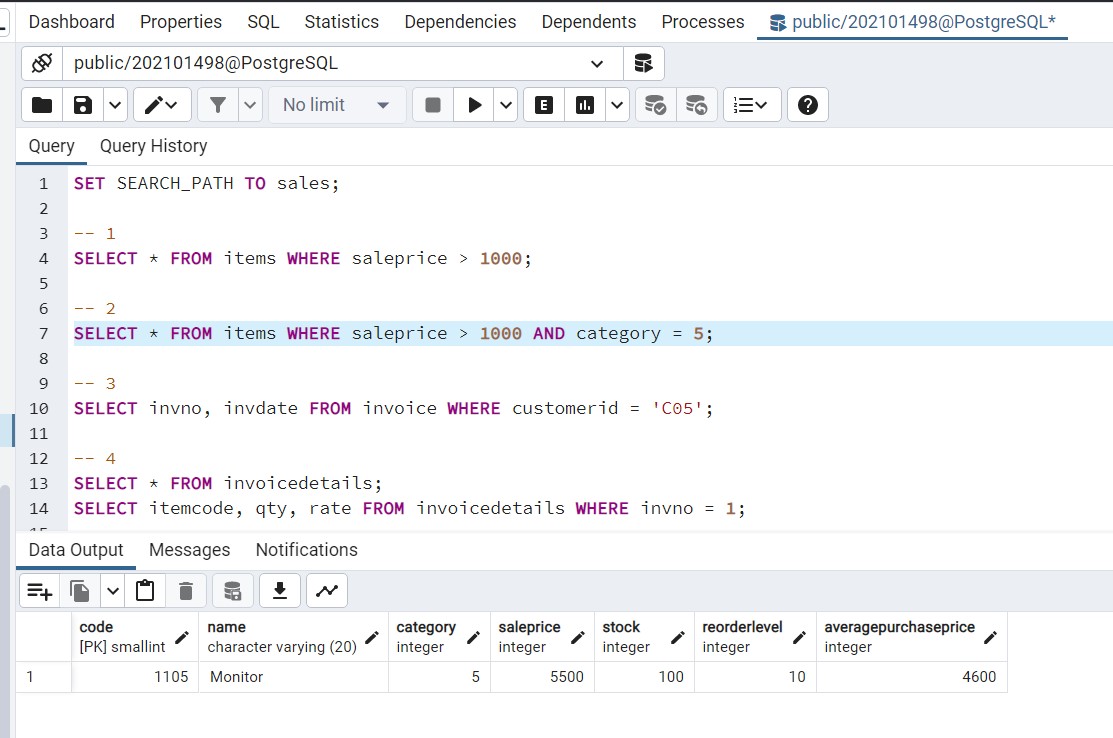 Dashboard Properties SQL Statistics Dependencies Dependents Processes public/202101498@PostgreSQL*
public/202101498@PostgreSQL
No limit E
Query Query History
1 SET SEARCH_PATH TO sales;
2
3 -- 1
4 SELECT * FROM items WHERE saleprice > 1000;
5
6 -- 2
7 SELECT * FROM items WHERE saleprice > 1000 AND category = 5;
8
9 -- 3
10 SELECT invno, invdate FROM invoice WHERE customerid = 'C05';
11
12 -- 4
13 SELECT * FROM invoicedetails;
14 SELECT itemcode, qty, rate FROM invoicedetails WHERE invno = 1;
Data Output Messages Notifications
code name category saleprice stock reorderlevel averagepurchaseprice
[PK] smallint character varying (20) integer integer integer integer integer
1 1105 Monitor 5 5500 100 10 4600